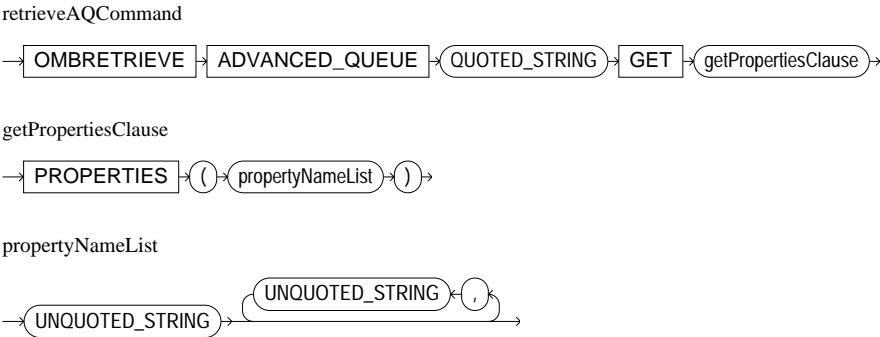 retrieveAQCommand
OMBRETRIEVE ADVANCED_QUEUE QUOTED_STRING GET getPropertiesClause
getPropertiesClause
PROPERTIES ( propertyNameList )
propertyNameList
UNQUOTED_STRING ,
UNQUOTED_STRING